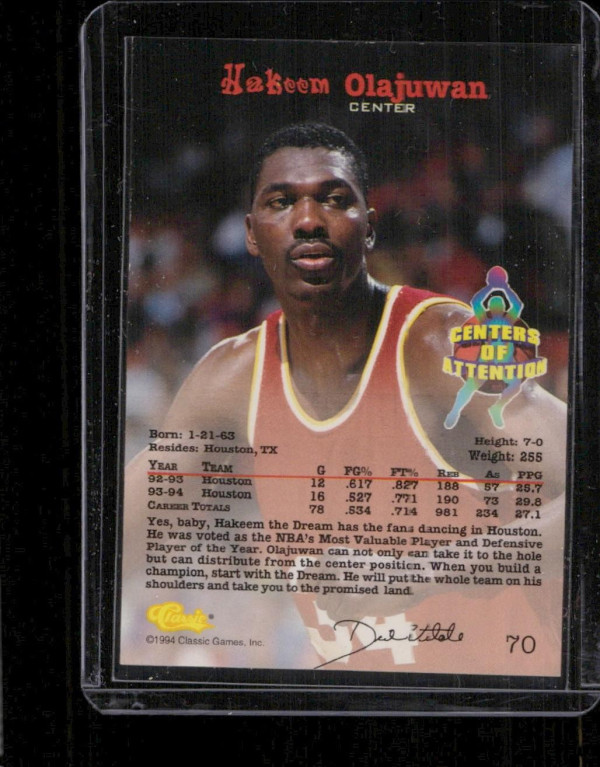 Hakeem Olajuwan
CENTER
CENTERS
OF
ATTENTION
Born: 1-21-63
Resides: Houston, TX
Height: 7-0
Weight: 255
YEAR TEAM G FG% FT% REB AS PPG
92-93 Houston 12 .617 .827 188 57 25.7
93-94 Houston 16 .527 .771 190 73 29.8
CAREER TOTALS 78 .534 .714 981 234 27.1
Yes, baby, Hakeem the Dream has the fans dancing in Houston.
He was voted as the NBA's Most Valuable Player and Defensive
Player of the Year. Olajuwan can not only can take it to the hole
but can distribute from the center position. When you build a
champion, start with the Dream. He will put the whole team on his
shoulders and take you to the promised land.
Classic
©1994 Classic Games, Inc.
70